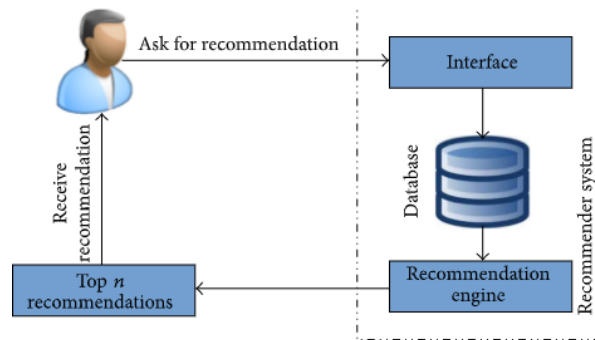 Ask for recommendation
Interface
Database
Recommender system
Receive
recommendation
Top n
recommendations
Recommendation
engine